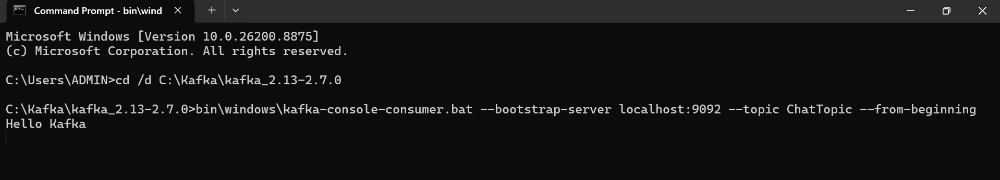 Command Prompt - bin\wind
Microsoft Windows [Version 10.0.26200.8875]
(c) Microsoft Corporation. All rights reserved.
C:\Users\ADMIN>cd /d C:\Kafka\kafka_2.13-2.7.0
C:\Kafka\kafka_2.13-2.7.0>bin\windows\kafka-console-consumer.bat --bootstrap-server localhost:9092 --topic ChatTopic --from-beginning
Hello Kafka